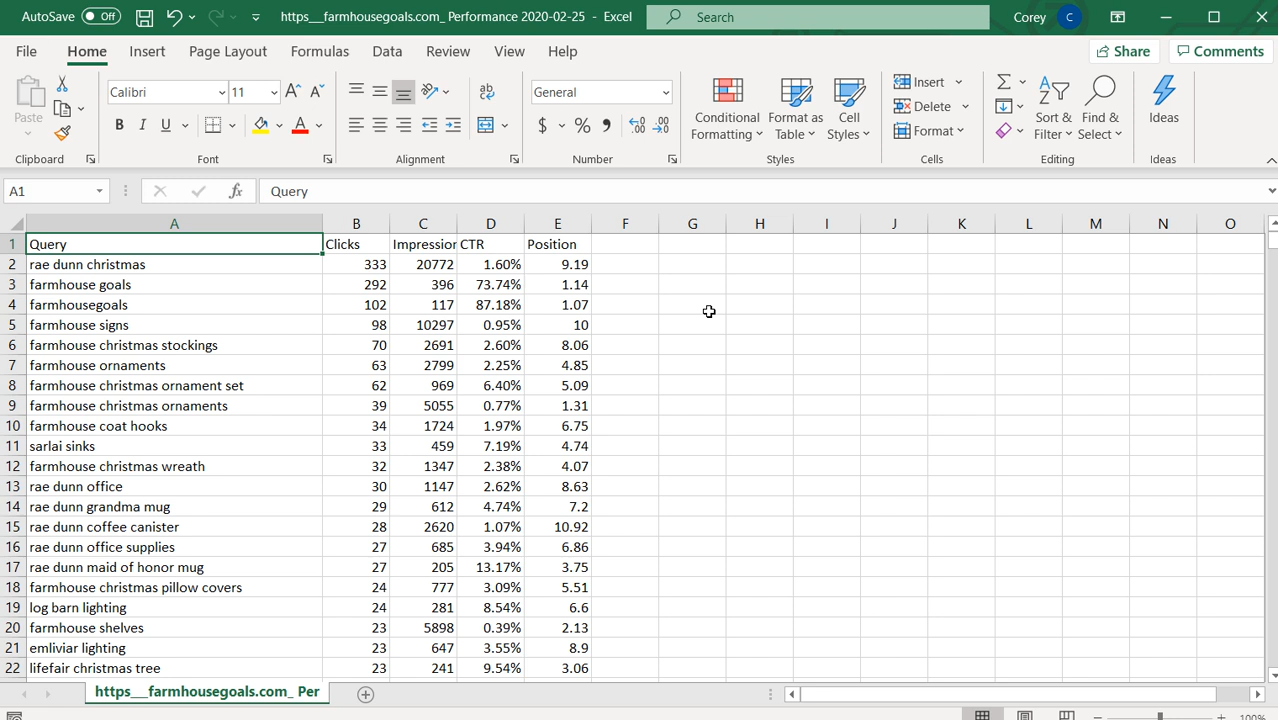 AutoSave Off https___farmhousegoals.com_ Performance 2020-02-25 - Excel Search Corey C
File Home Insert Page Layout Formulas Data Review View Help Share Comments
Paste Calibri 11 General Conditional Formatting Format as Table Cell Styles Insert Delete Format Sort & Filter Find & Select Ideas
Clipboard Font Alignment Number Styles Cells Editing Ideas
A1 fx Query
A B C D E F G H I J K L M N O
1 Query Clicks Impression CTR Position
2 rae dunn christmas 333 20772 1.60% 9.19
3 farmhouse goals 292 396 73.74% 1.14
4 farmhousegoals 102 117 87.18% 1.07
5 farmhouse signs 98 10297 0.95% 10
6 farmhouse christmas stockings 70 2691 2.60% 8.06
7 farmhouse ornaments 63 2799 2.25% 4.85
8 farmhouse christmas ornament set 62 969 6.40% 5.09
9 farmhouse christmas ornaments 39 5055 0.77% 1.31
10 farmhouse coat hooks 34 1724 1.97% 6.75
11 sarlai sinks 33 459 7.19% 4.74
12 farmhouse christmas wreath 32 1347 2.38% 4.07
13 rae dunn office 30 1147 2.62% 8.63
14 rae dunn grandma mug 29 612 4.74% 7.2
15 rae dunn coffee canister 28 2620 1.07% 10.92
16 rae dunn office supplies 27 685 3.94% 6.86
17 rae dunn maid of honor mug 27 205 13.17% 3.75
18 farmhouse christmas pillow covers 24 777 3.09% 5.51
19 log barn lighting 24 281 8.54% 6.6
20 farmhouse shelves 23 5898 0.39% 2.13
21 emliviar lighting 23 647 3.55% 8.9
22 lifefair christmas tree 23 241 9.54% 3.06
https___farmhousegoals.com_ Per
100%